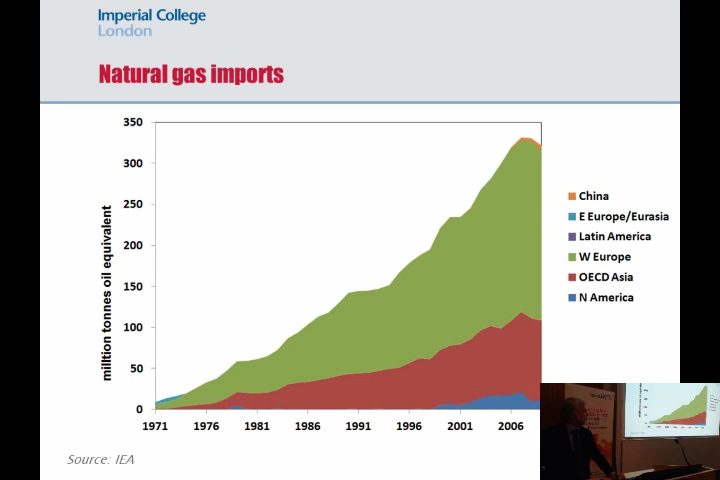 Imperial College
London
Natural gas imports
350
300
250
200
150
100
50
0
milltion tonnes oil equivalent
1971 1976 1981 1986 1991 1996 2001 2006
China
E Europe/Eurasia
Latin America
W Europe
OECD Asia
N America
Source: IEA